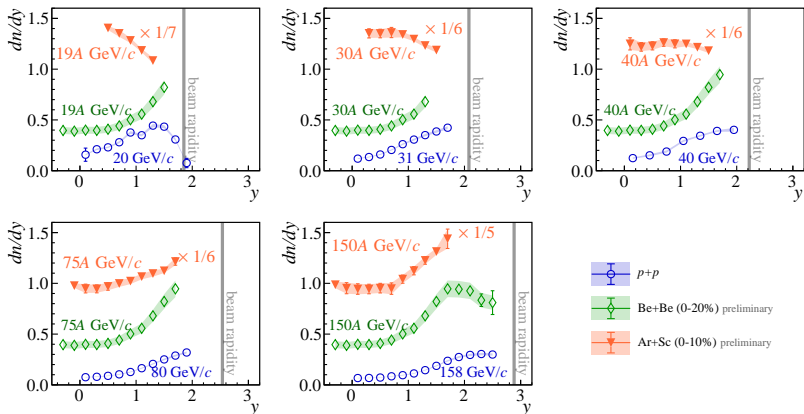 dn/dy
1.5
1.0
0.5
0.0
19A GeV/c
× 1/7
19A GeV/c
20 GeV/c
beam rapidity
0
1
2
3
y
dn/dy
1.5
1.0
0.5
0.0
30A GeV/c
× 1/6
30A GeV/c
31 GeV/c
beam rapidity
0
1
2
3
y
dn/dy
1.5
1.0
0.5
0.0
40A GeV/c
× 1/6
40A GeV/c
40 GeV/c
beam rapidity
0
1
2
3
y
dn/dy
1.5
1.0
0.5
0.0
75A GeV/c
× 1/6
75A GeV/c
80 GeV/c
beam rapidity
0
1
2
3
y
dn/dy
1.5
1.0
0.5
0.0
150A GeV/c
× 1/5
150A GeV/c
158 GeV/c
beam rapidity
0
1
2
3
y
p+p
Be+Be (0-20%) preliminary
Ar+Sc (0-10%) preliminary